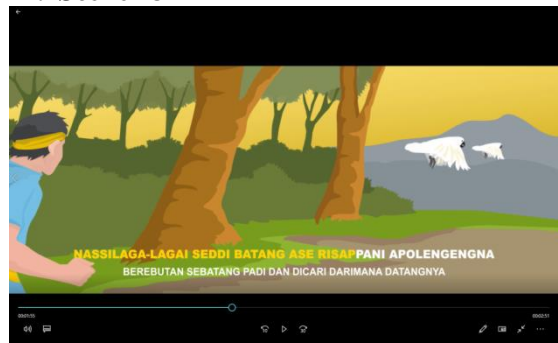 NASSILAGA-LAGAI SEDDI BATANG ASE RISAPPANI APOLENGENGNA
BEREBUTAN SEBATANG PADI DAN DICARI DARIMANA DATANGNYA